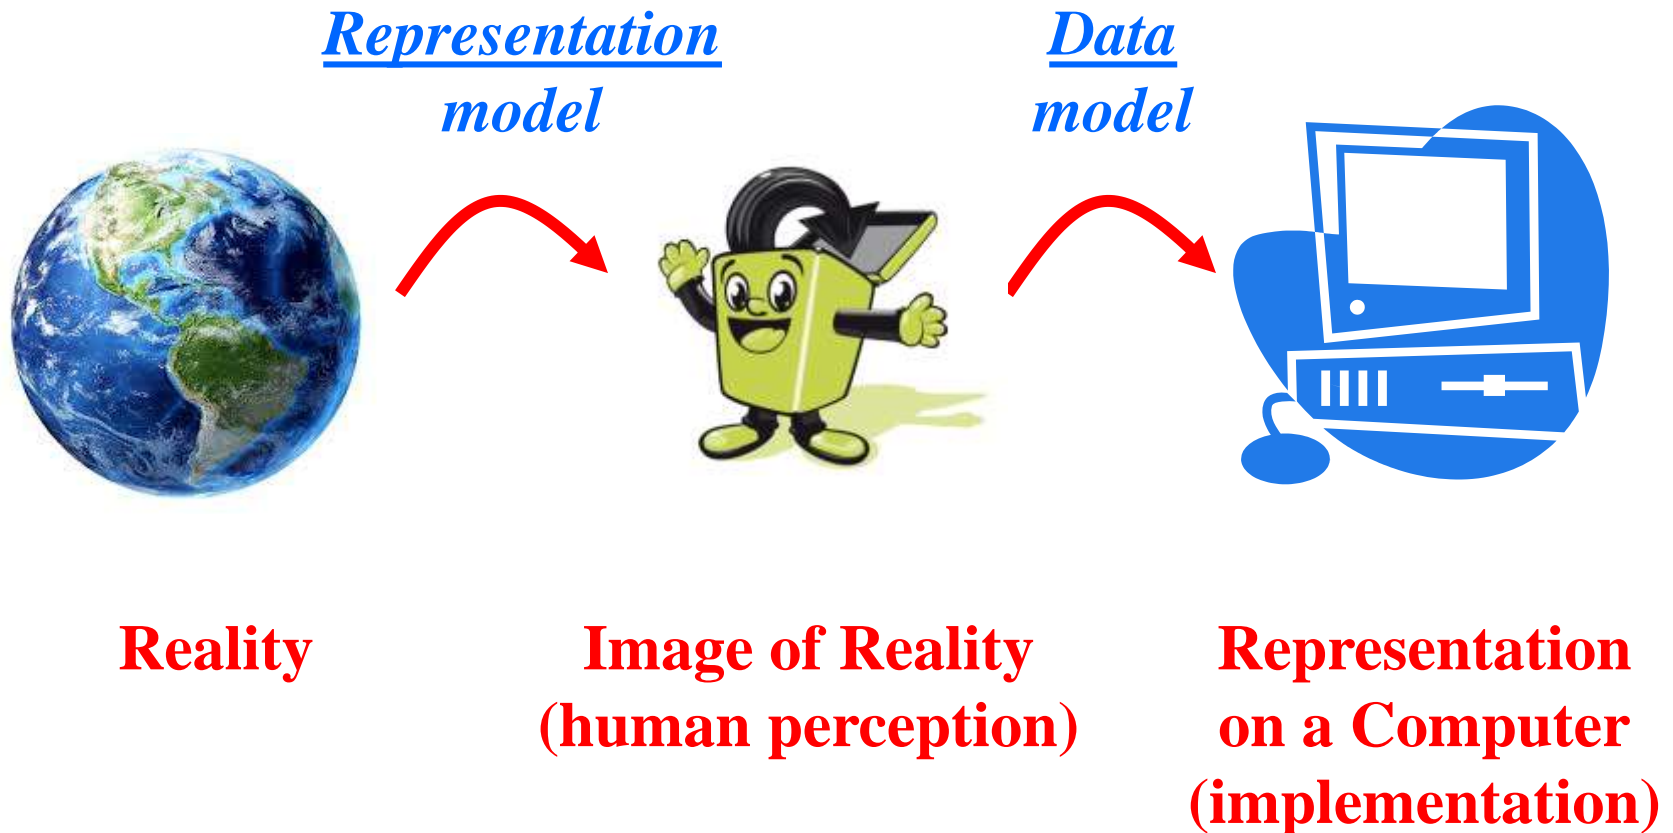 Representation
model
Data
model
Reality
Image of Reality
(human perception)
Representation
on a Computer
(implementation)